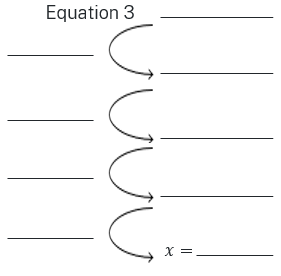 Equation 3
x =